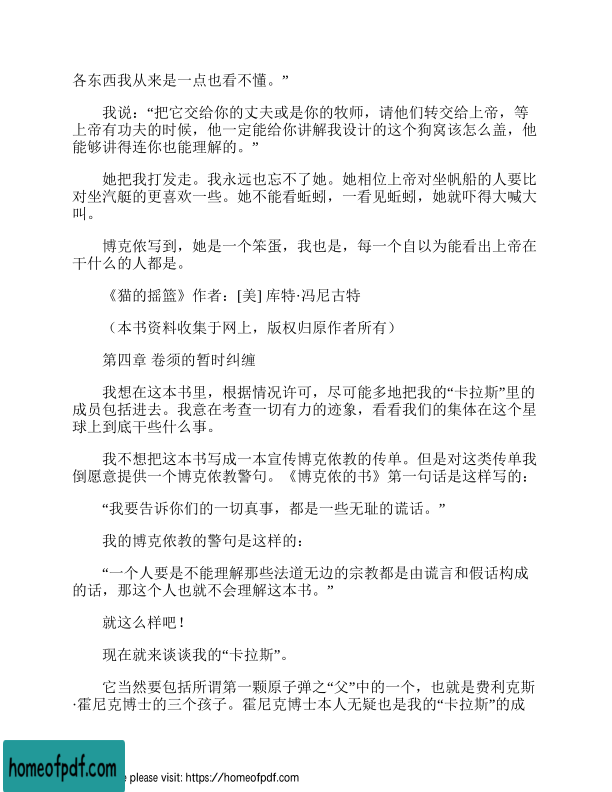 各东西我从来是一点也看不懂。”
我说：“把它交给你的丈夫或是你的牧师，请他们转交给上帝，等
上帝有功夫的时候，他一定能给你讲解我设计的这个狗窝该怎么盖，他
能够讲得连你也能理解的。”
她把我打发走。我永远也忘不了她。她相位上帝对坐帆船的人要比
对坐汽艇的更喜欢一些。她不能看蚯蚓，一看见蚯蚓，她就吓得大喊大
叫。
博克侬写到，她是一个笨蛋，我也是，每一个自以为能看出上帝在
干什么的人都是。
《猫的摇篮》作者：[美] 库特·冯尼古特
（本书资料收集于网上，版权归原作者所有）
第四章 卷须的暂时纠缠
我想在这本书里，根据情况许可，尽可能多地把我的“卡拉斯”里的
成员包括进去。我意在考查一切有力的迹象，看看我们的集体在这个星
球上到底干些什么事。
我不想把这本书写成一本宣传博克侬教的传单。但是对这类传单我
倒愿意提供一个博克侬教警句。《博克侬的书》第一句话是这样写的：
“我要告诉你们的一切真事，都是一些无耻的谎话。”
我的博克侬教的警句是这样的：
“一个人要是不能理解那些法道无边的宗教都是由谎言和假话构成
的话，那这个人也就不会理解这本书。”
就这么样吧！
现在就来谈谈我的“卡拉斯”。
它当然要包括所谓第一颗原子弹之“父”中的一个，也就是费利克斯
·霍尼克博士的三个孩子。霍尼克博士本人无疑也是我的“卡拉斯”的成
homeofpdf.com
e please visit: https://homeofpdf.com